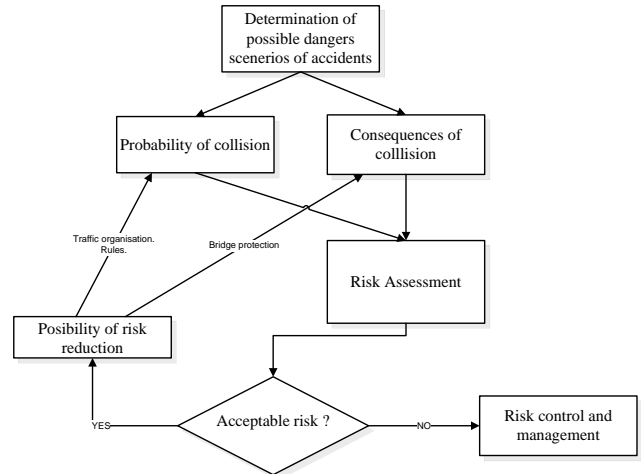 Determination of
possible dangers
scenerios of accidents
Probability of collision
Consequences of
colllision
Traffic organisation.
Rules.
Bridge protection
Risk Assessment
Posibility of risk
reduction
Acceptable risk ?
YES
NO
Risk control and
management